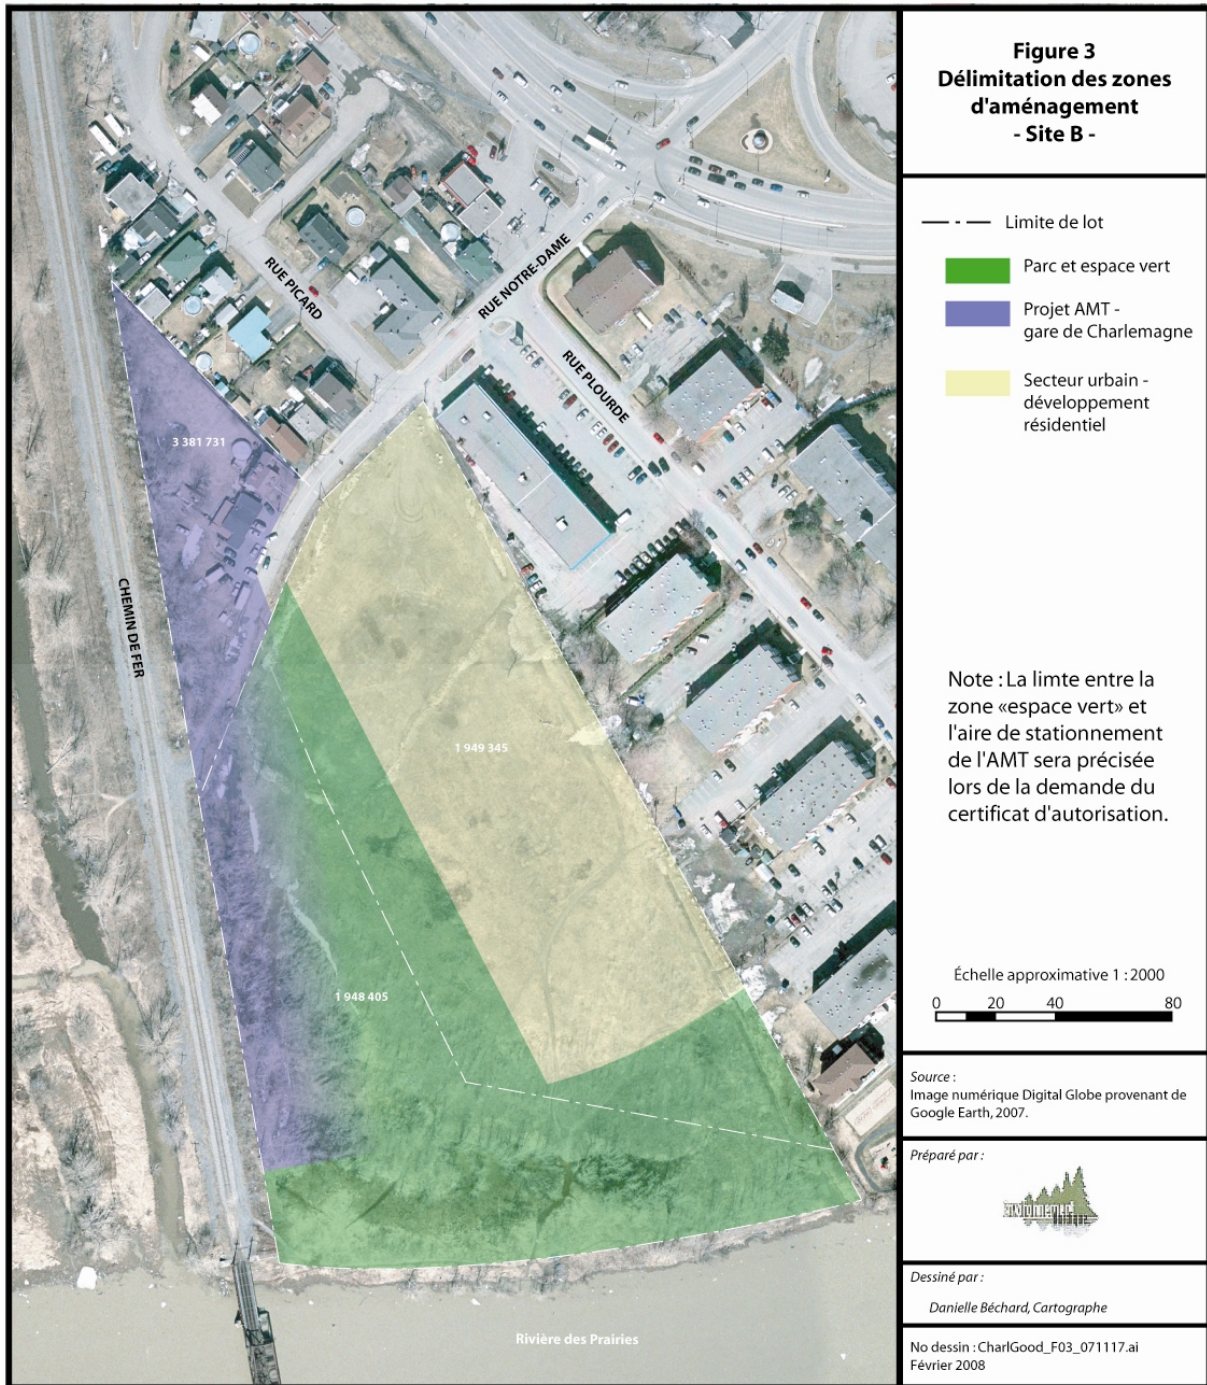 Figure 3
Délimitation des zones
d'aménagement
- Site B -
Limite de lot
Parc et espace vert
Projet AMT -
gare de Charlemagne
Secteur urbain -
développement
résidentiel
Note : La limte entre la
zone «espace vert» et
l'aire de stationnement
de l'AMT sera précisée
lors de la demande du
certificat d'autorisation.
Échelle approximative 1 : 2000
0 20 40 80
Source :
Image numérique Digital Globe provenant de
Google Earth, 2007.
Préparé par :
Environnement
Dessiné par :
Danielle Béchard, Cartographe
No dessin : CharlGood_F03_071117.ai
Février 2008
RUE PICARD
RUE NOTRE-DAME
RUE PLOURDE
3 381 731
CHEMIN DE FER
1 949 345
1 948 405
Rivière des Prairies